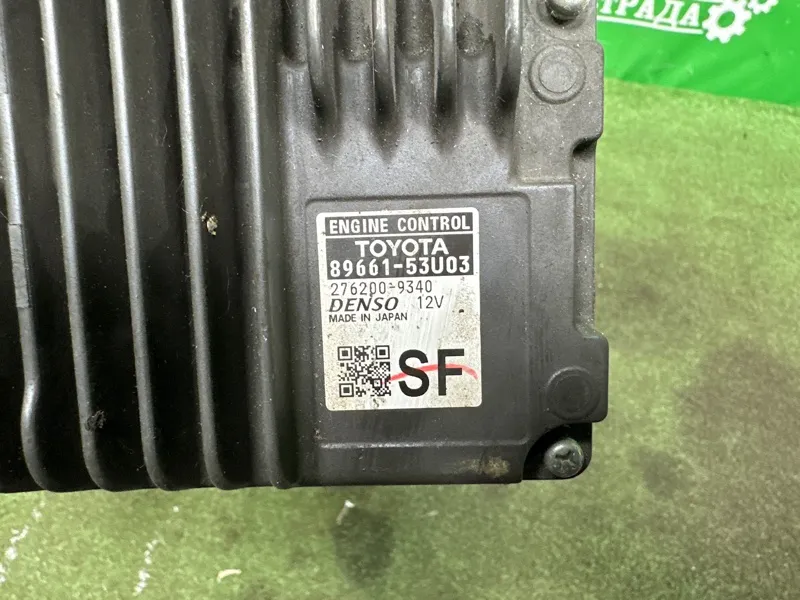 ТРАДА
ENGINE CONTROL
TOYOTA
89661-53U03
276200-9340
DENSO 12V
MADE IN JAPAN
SF